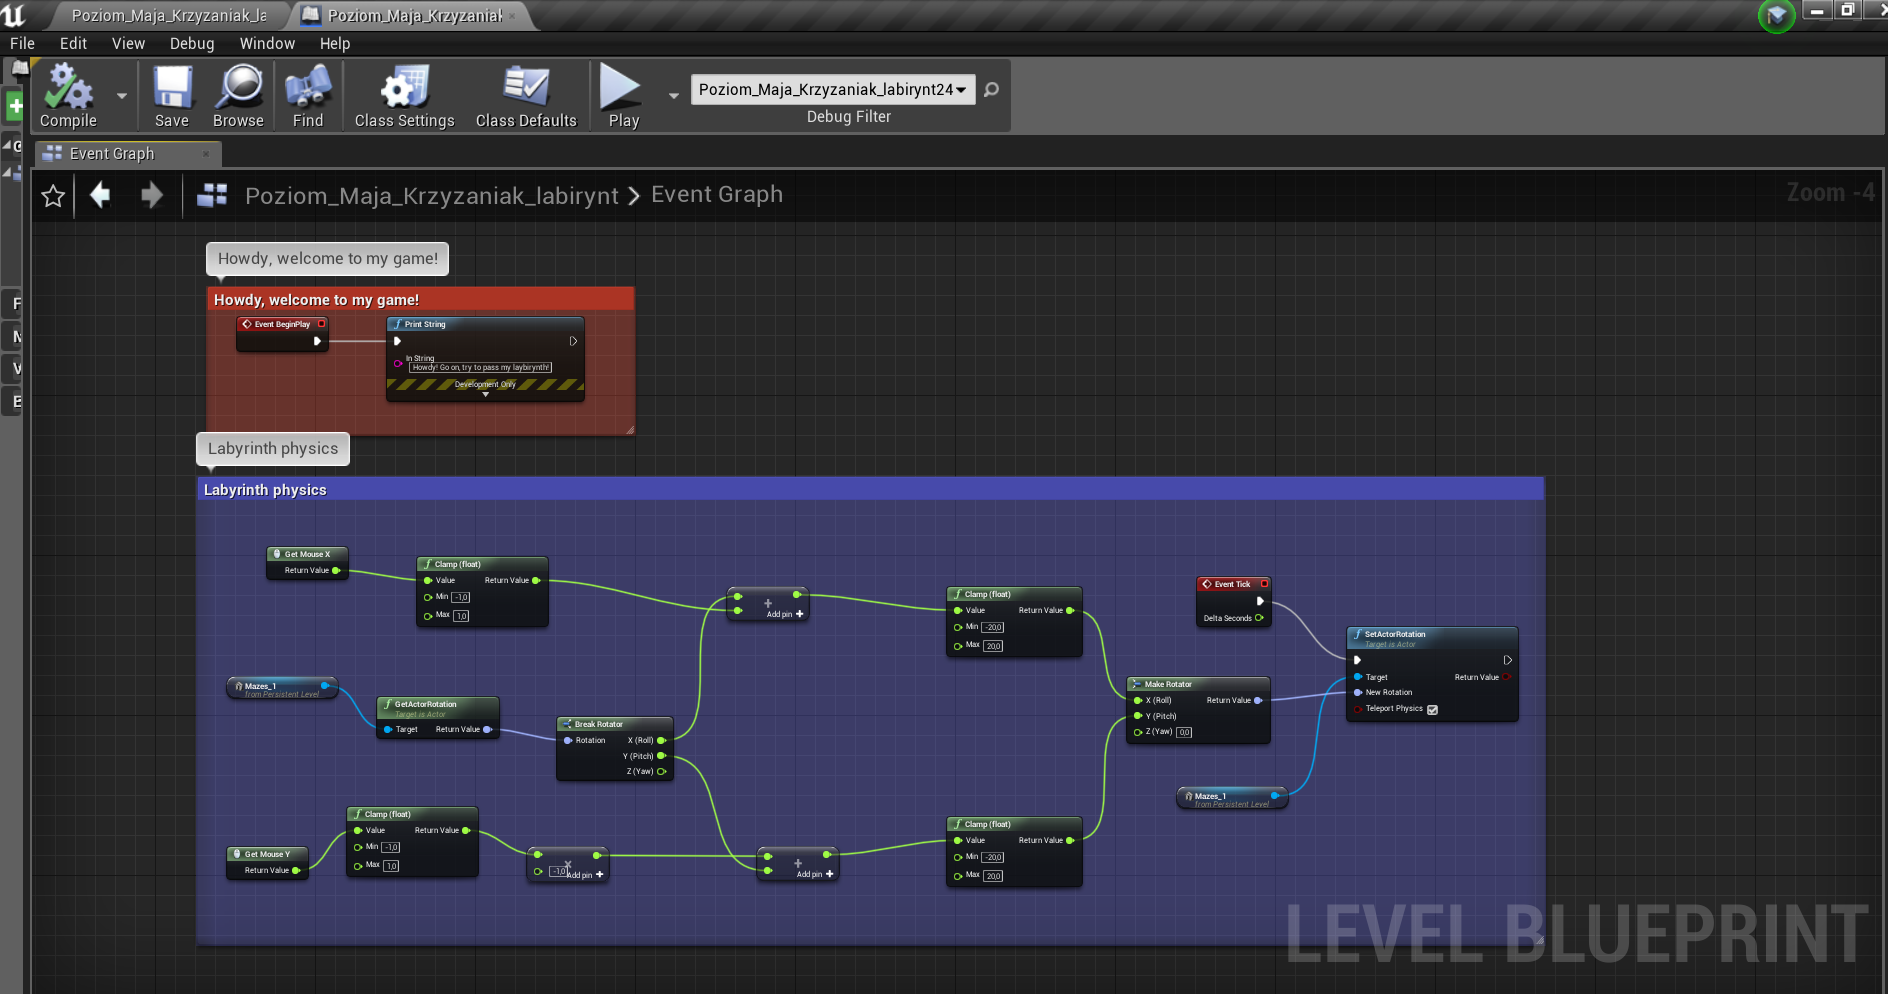 Poziom_Maja_Krzyzaniak_la
Poziom_Maja_Krzyzaniak
File Edit View Debug Window Help
Compile Save Browse Find Class Settings Class Defaults Play
Poziom_Maja_Krzyzaniak_labirynt24
Debug Filter
Event Graph
Poziom_Maja_Krzyzaniak_labirynt > Event Graph
Zoom -4
Howdy, welcome to my game!
Howdy, welcome to my game!
Event BeginPlay
Print String
In String
Howdy! Go on, try to pass my laybirynth!
Development Only
Labyrinth physics
Labyrinth physics
Get Mouse X
Return Value
Clamp (float)
Value Return Value
Min -1,0
Max 1,0
+
Add pin +
Clamp (float)
Value Return Value
Min -20,0
Max 20,0
Event Tick
Delta Seconds
SetActorRotation
Target is Actor
Target Return Value
New Rotation
Teleport Physics
Mazes_1
from Persistent Level
GetActorRotation
Target is Actor
Target Return Value
Break Rotator
Rotation X (Roll)
Y (Pitch)
Z (Yaw)
Make Rotator
X (Roll) Return Value
Y (Pitch)
Z (Yaw) 0,0
Mazes_1
from Persistent Level
Get Mouse Y
Return Value
Clamp (float)
Value Return Value
Min -1,0
Max 1,0
x
-1,0 Add pin +
+
Add pin +
Clamp (float)
Value Return Value
Min -20,0
Max 20,0
LEVEL BLUEPRINT